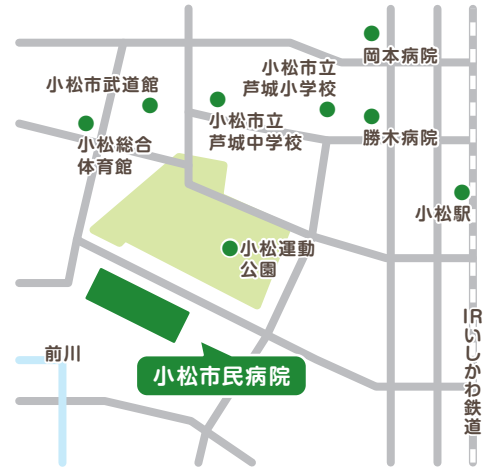 岡本病院
小松市立
芦城小学校
小松市武道館
小松市立
芦城中学校
勝木病院
小松総合
体育館
小松駅
小松運動
公園
IRいしかわ鉄道
前川
小松市民病院